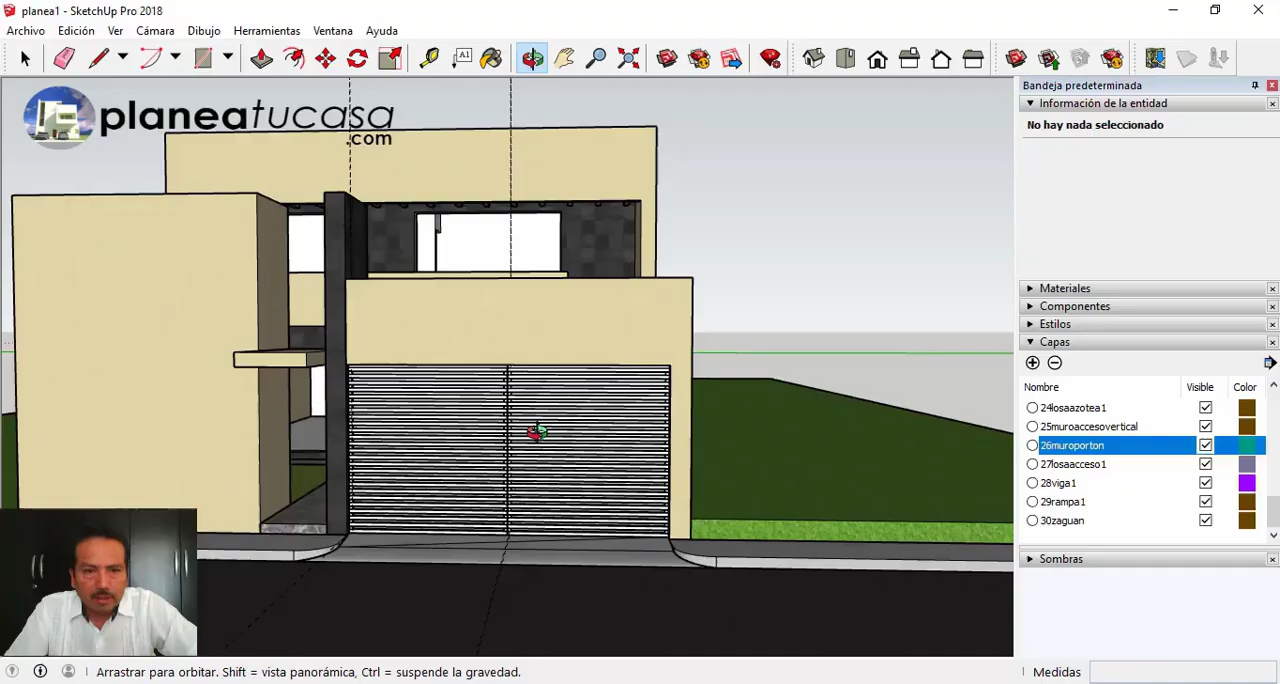 planea1 - SketchUp Pro 2018
Archivo Edición Ver Cámara Dibujo Herramientas Ventana Ayuda
A1
planeatucasa
.com
Bandeja predeterminada
Información de la entidad
No hay nada seleccionado
Materiales
Componentes
Estilos
Capas
Nombre Visible Color
24losaazotea1
25muroaccesovertical
26muroporton
27losaacceso1
28viga1
29rampa1
30zaguan
Sombras
Arrastrar para orbitar. Shift = vista panorámica, Ctrl = suspende la gravedad.
Medidas